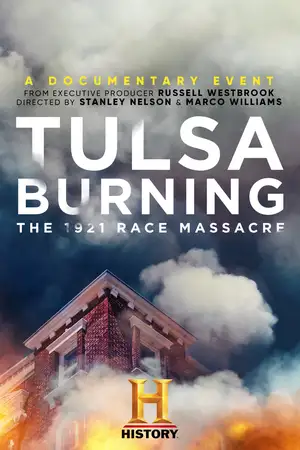 A DOCUMENTARY EVENT
FROM EXECUTIVE PRODUCER RUSSELL WESTBROOK
DIRECTED BY STANLEY NELSON & MARCO WILLIAMS
TULSA
BURNING
THE 1921 RACE MASSACRE
H
HISTORY